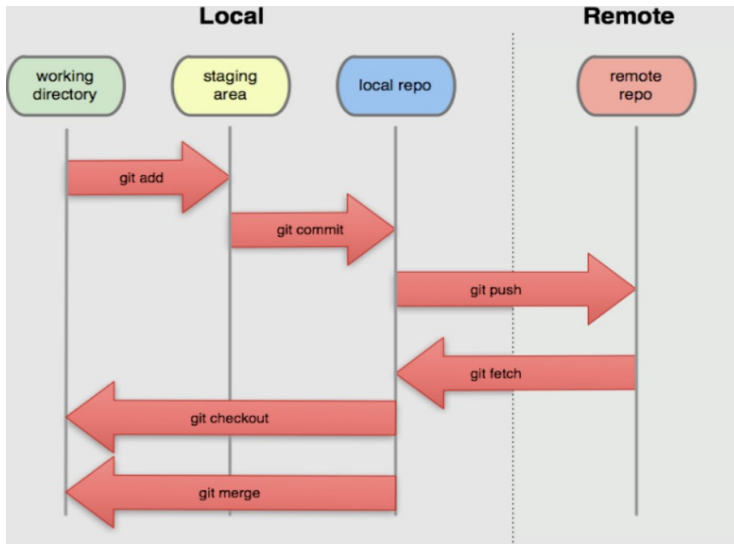 Local
Remote
working
directory
staging
area
local repo
remote
repo
git add
git commit
git push
git fetch
git checkout
git merge